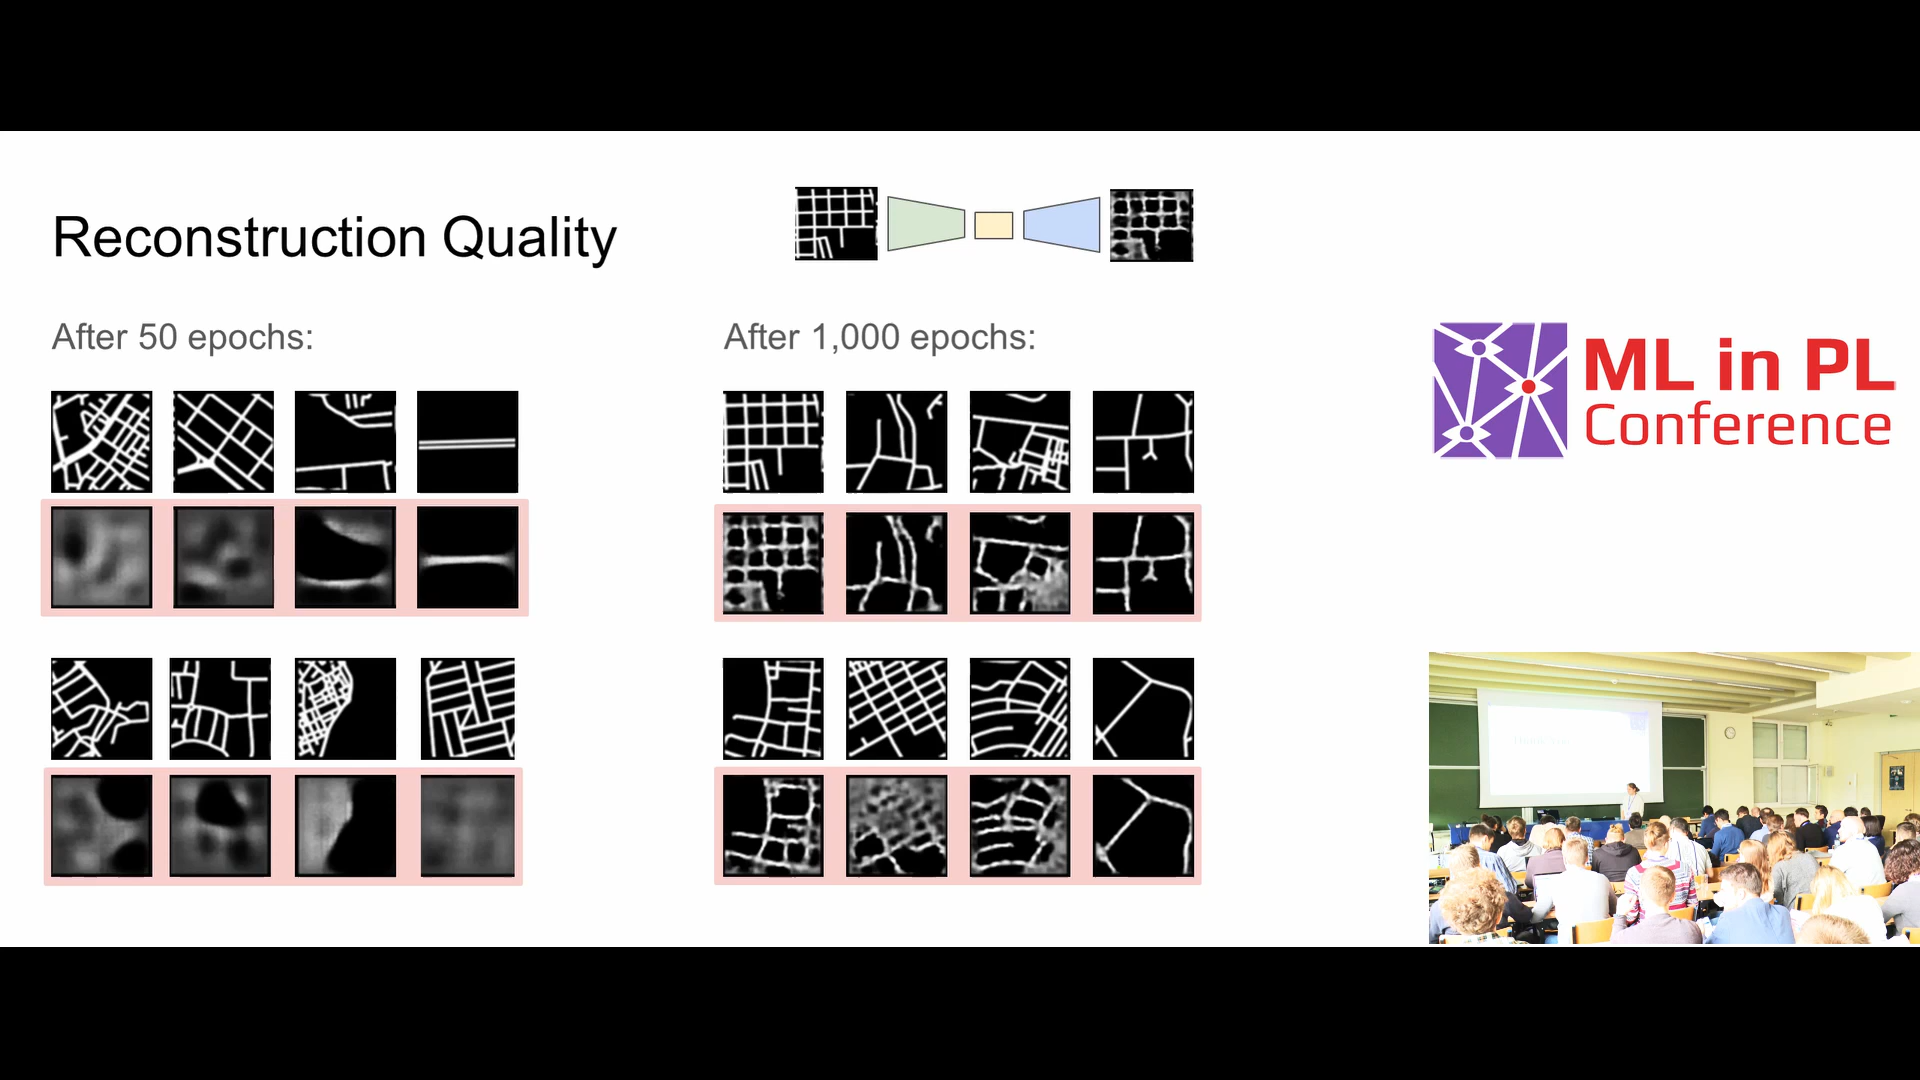 Reconstruction Quality
After 50 epochs:
After 1,000 epochs:
ML in PL
Conference